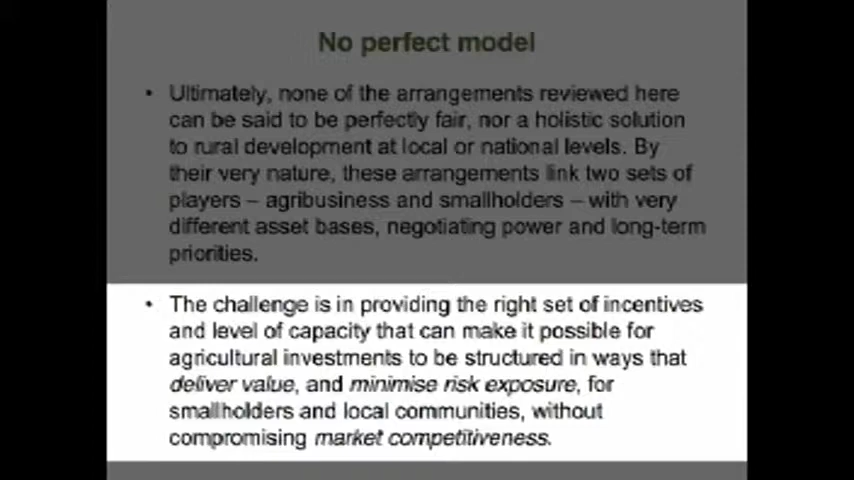 No perfect model
• Ultimately, none of the arrangements reviewed here
can be said to be perfectly fair, nor a holistic solution
to rural development at local or national levels. By
their very nature, these arrangements link two sets of
players – agribusiness and smallholders – with very
different asset bases, negotiating power and long-term
priorities.
• The challenge is in providing the right set of incentives
and level of capacity that can make it possible for
agricultural investments to be structured in ways that
deliver value, and minimise risk exposure, for
smallholders and local communities, without
compromising market competitiveness.